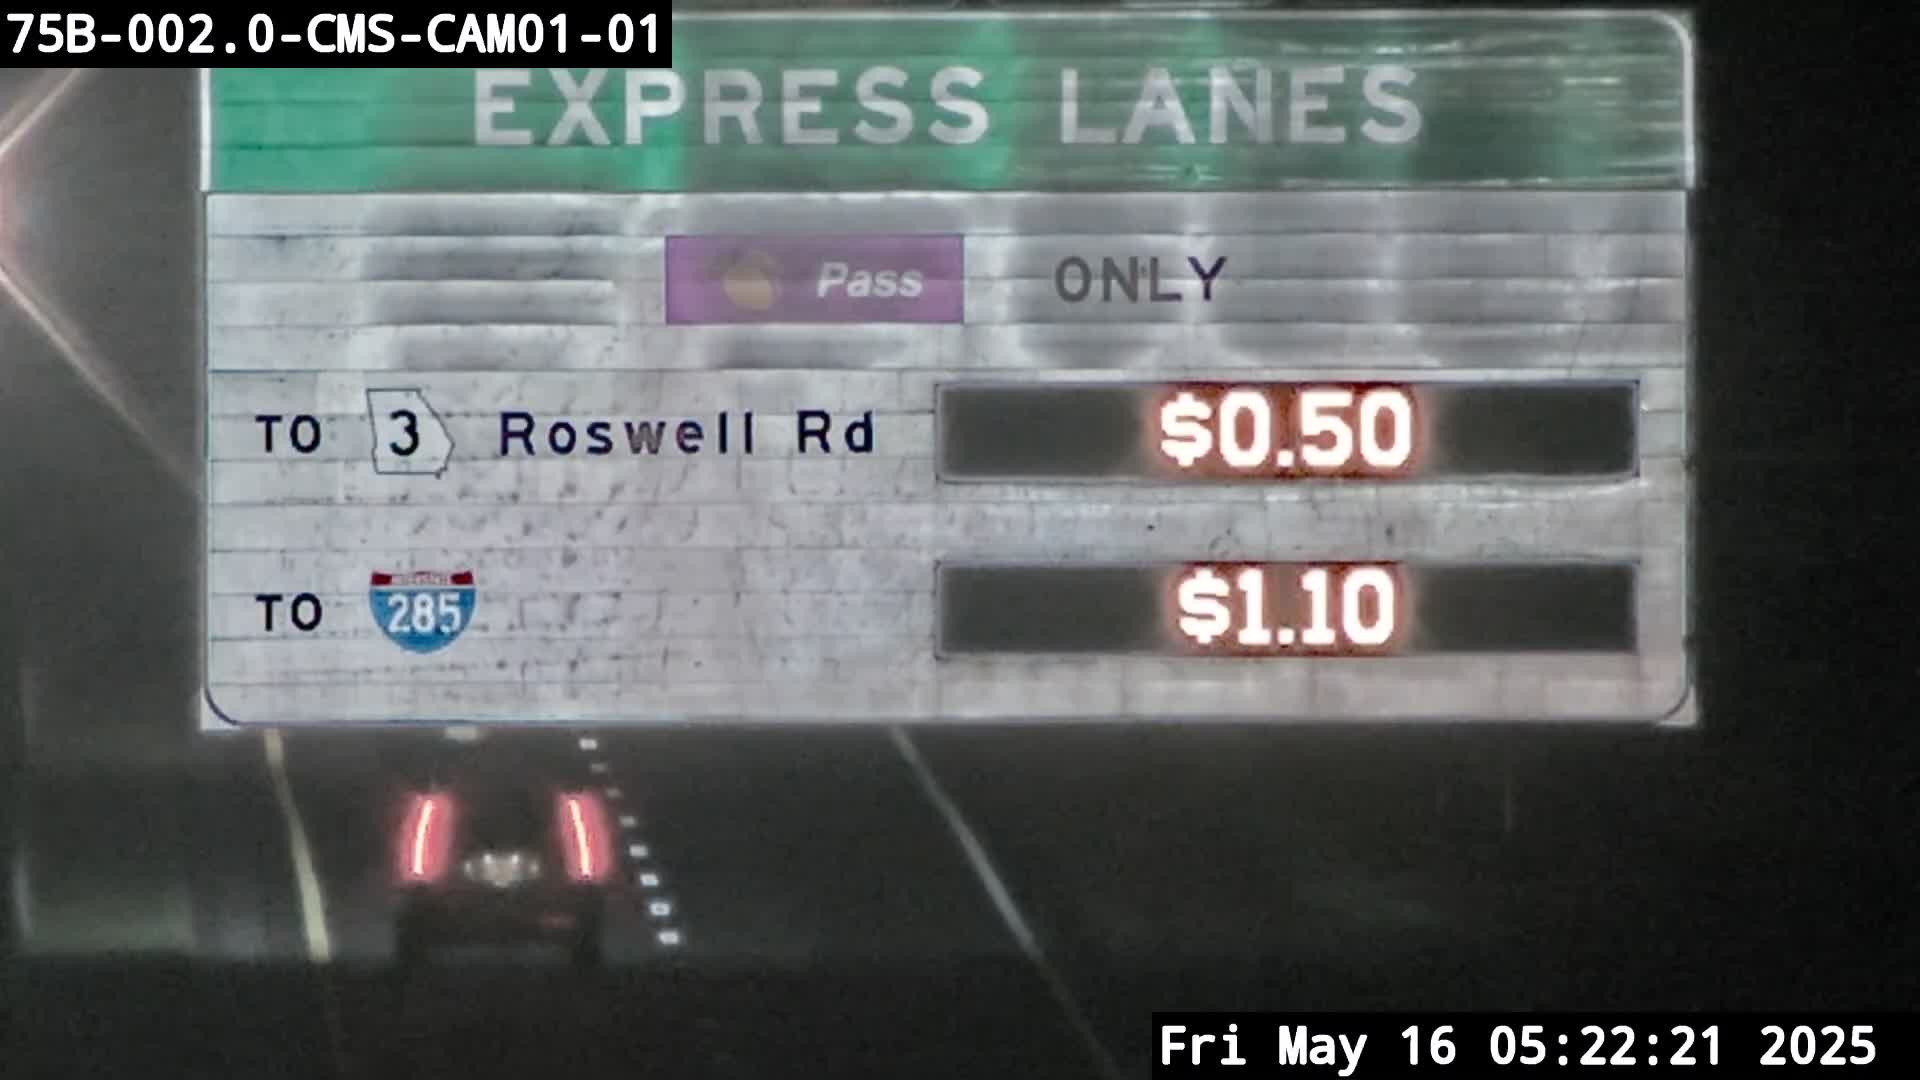 75B-002.0-CMS-CAM01-01
EXPRESS LANES
Pass ONLY
TO 3 Roswell Rd $0.50
TO 285 $1.10
Fri May 16 05:22:21 2025